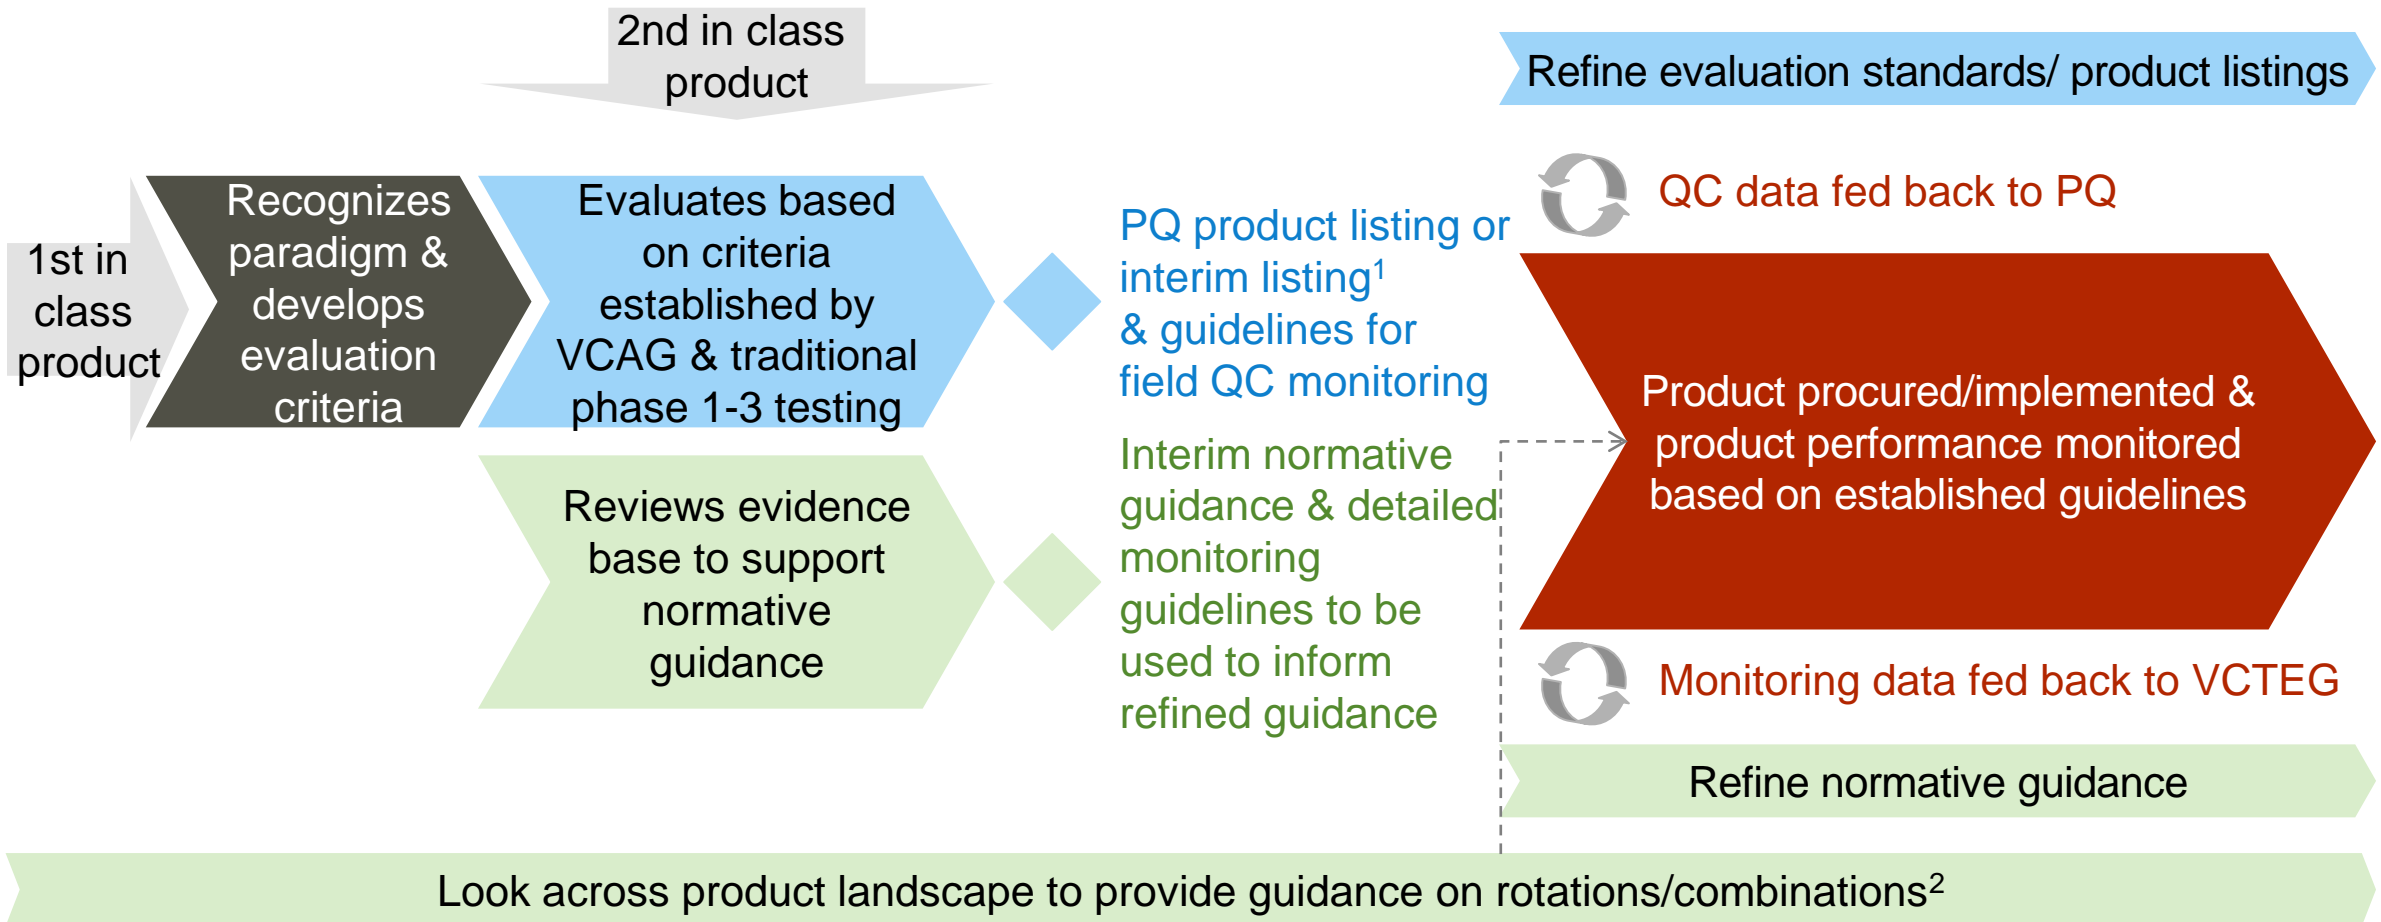 2nd in class
product
Refine evaluation standards/ product listings
1st in
class
product
Recognizes
paradigm &
develops
evaluation
criteria
Evaluates based
on criteria
established by
VCAG & traditional
phase 1-3 testing
PQ product listing or
interim listing¹
& guidelines for
field QC monitoring
QC data fed back to PQ
Product procured/implemented &
product performance monitored
based on established guidelines
Reviews evidence
base to support
normative
guidance
Interim normative
guidance & detailed
monitoring
guidelines to be
used to inform
refined guidance
Monitoring data fed back to VCTEG
Refine normative guidance
Look across product landscape to provide guidance on rotations/combinations²